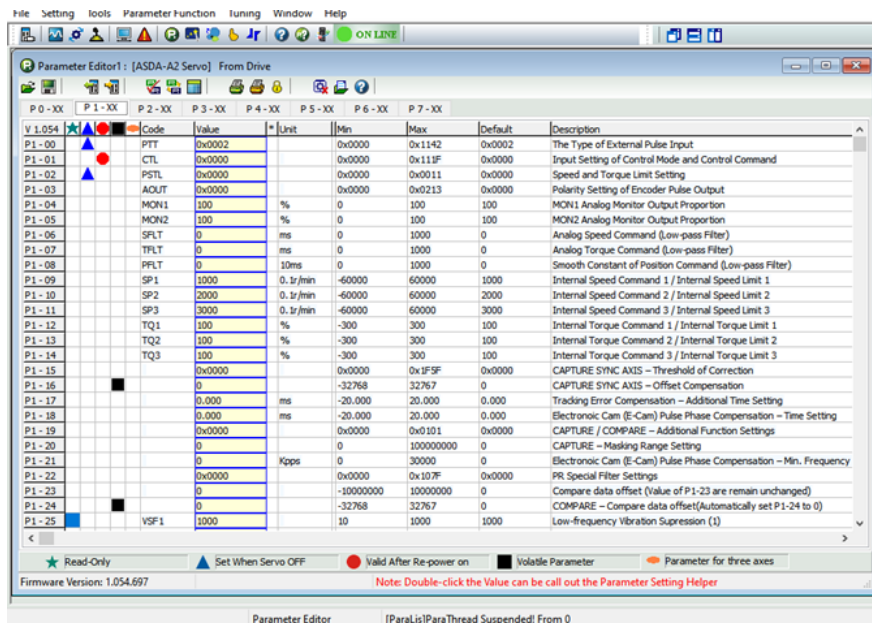 File Setting Tools Parameter Function Tuning Window Help
ON LINE
Parameter Editor1 : [ASDA-A2 Servo] From Drive
P 0 - XX P 1 - XX P 2 - XX P 3 - XX P 4 - XX P 5 - XX P 6 - XX P 7 - XX
V 1.054 Code Value * Unit Min Max Default Description
P1 - 00 PTT 0x0002 0x0000 0x1142 0x0002 The Type of External Pulse Input
P1 - 01 CTL 0x0000 0x0000 0x111F 0x0000 Input Setting of Control Mode and Control Command
P1 - 02 PSTL 0x0000 0x0000 0x0011 0x0000 Speed and Torque Limit Setting
P1 - 03 AOUT 0x0000 0x0000 0x0213 0x0000 Polarity Setting of Encoder Pulse Output
P1 - 04 MON1 100 % 0 100 100 MON1 Analog Monitor Output Proportion
P1 - 05 MON2 100 % 0 100 100 MON2 Analog Monitor Output Proportion
P1 - 06 SFLT 0 ms 0 1000 0 Analog Speed Command (Low-pass Filter)
P1 - 07 TFLT 0 ms 0 1000 0 Analog Torque Command (Low-pass Filter)
P1 - 08 PFLT 0 10ms 0 1000 0 Smooth Constant of Position Command (Low-pass Filter)
P1 - 09 SP1 1000 0.1r/min -60000 60000 1000 Internal Speed Command 1 / Internal Speed Limit 1
P1 - 10 SP2 2000 0.1r/min -60000 60000 2000 Internal Speed Command 2 / Internal Speed Limit 2
P1 - 11 SP3 3000 0.1r/min -60000 60000 3000 Internal Speed Command 3 / Internal Speed Limit 3
P1 - 12 TQ1 100 % -300 300 100 Internal Torque Command 1 / Internal Torque Limit 1
P1 - 13 TQ2 100 % -300 300 100 Internal Torque Command 2 / Internal Torque Limit 2
P1 - 14 TQ3 100 % -300 300 100 Internal Torque Command 3 / Internal Torque Limit 3
P1 - 15 0x0000 0x0000 0x1F5F 0x0000 CAPTURE SYNC AXIS – Threshold of Correction
P1 - 16 0 -32768 32767 0 CAPTURE SYNC AXIS – Offset Compensation
P1 - 17 0.000 ms -20.000 20.000 0.000 Tracking Error Compensation – Additional Time Setting
P1 - 18 0.000 ms -20.000 20.000 0.000 Electronoic Cam (E-Cam) Pulse Phase Compensation – Time Setting
P1 - 19 0x0000 0x0000 0x0101 0x0000 CAPTURE / COMPARE – Additional Function Settings
P1 - 20 0 0 100000000 0 CAPTURE – Masking Range Setting
P1 - 21 0 Kpps 0 30000 0 Electronoic Cam (E-Cam) Pulse Phase Compensation – Min. Frequency
P1 - 22 0x0000 0x0000 0x107F 0x0000 PR Special Filter Settings
P1 - 23 0 -10000000 10000000 0 Compare data offset (Value of P1-23 are remain unchanged)
P1 - 24 0 -32768 32767 0 COMPARE – Compare data offset(Automatically set P1-24 to 0)
P1 - 25 VSF1 1000 10 1000 1000 Low-frequency Vibration Supression (1)
Read-Only Set When Servo OFF Valid After Re-power on Volatile Parameter Parameter for three axes
Firmware Version: 1.054.697 Note: Double-click the Value can be call out the Parameter Setting Helper
Parameter Editor [ParaLis]ParaThread Suspended! From 0